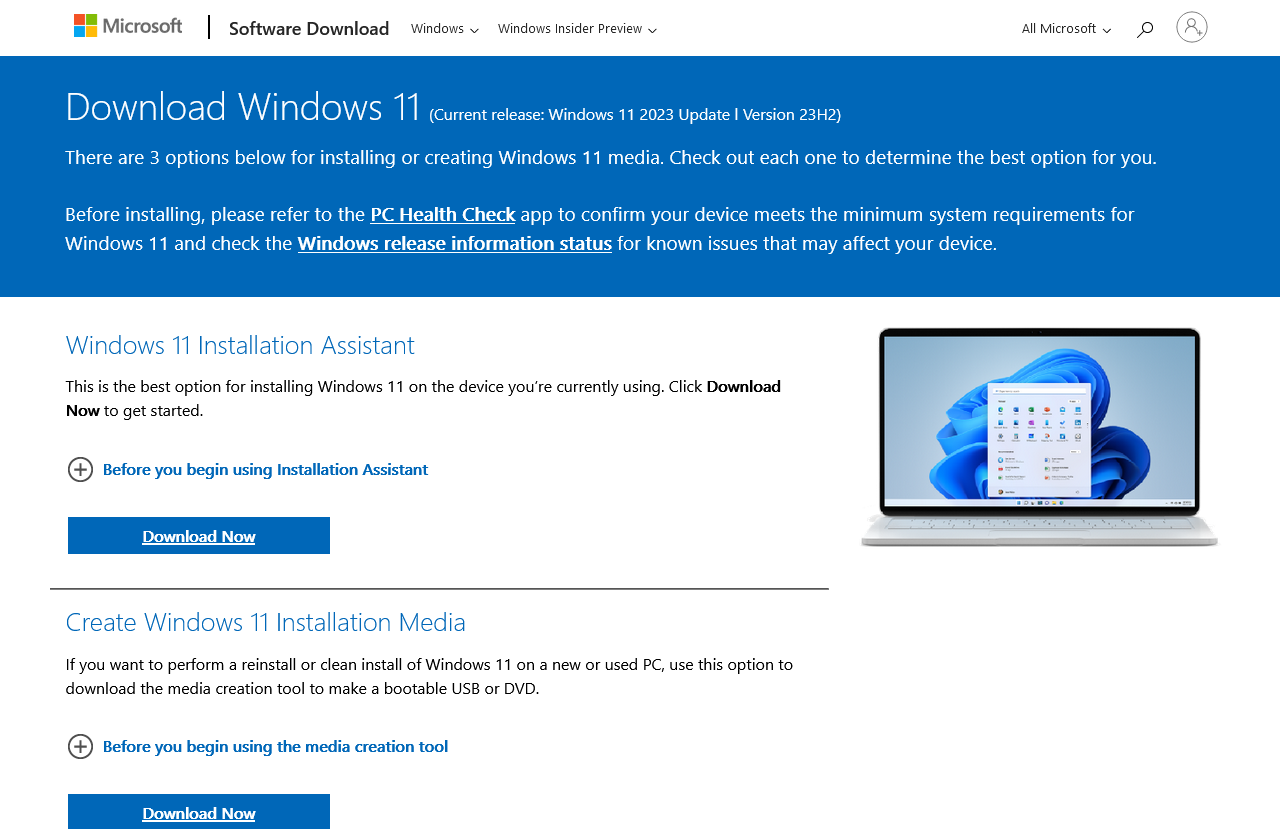 Microsoft
Software Download
Windows
Windows Insider Preview
All Microsoft
Download Windows 11 (Current release: Windows 11 2023 Update l Version 23H2)
There are 3 options below for installing or creating Windows 11 media. Check out each one to determine the best option for you.
Before installing, please refer to the PC Health Check app to confirm your device meets the minimum system requirements for
Windows 11 and check the Windows release information status for known issues that may affect your device.
Windows 11 Installation Assistant
This is the best option for installing Windows 11 on the device you’re currently using. Click Download
Now to get started.
Before you begin using Installation Assistant
Download Now
Create Windows 11 Installation Media
If you want to perform a reinstall or clean install of Windows 11 on a new or used PC, use this option to
download the media creation tool to make a bootable USB or DVD.
Before you begin using the media creation tool
Download Now